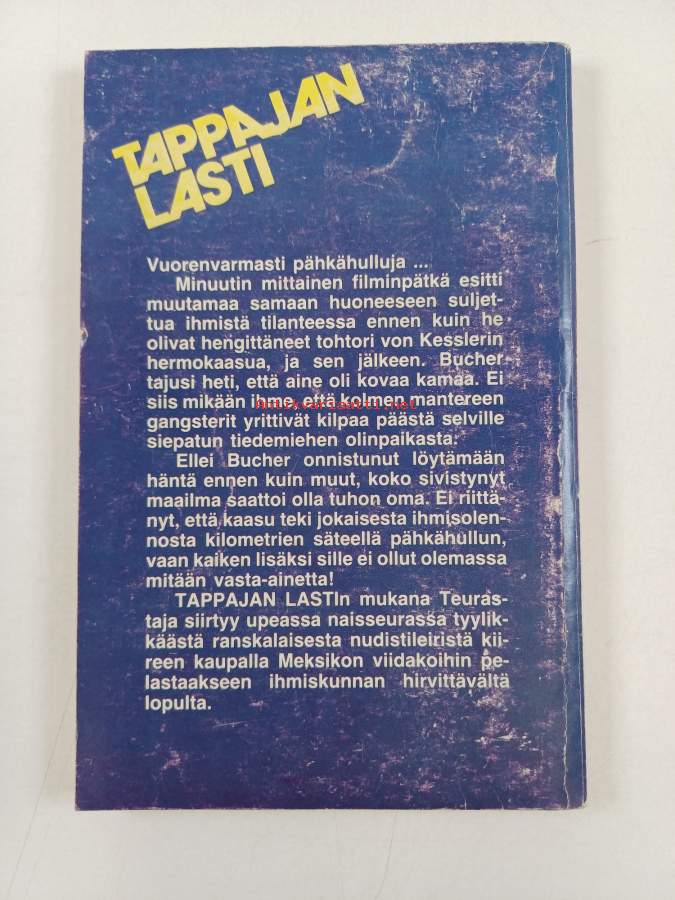 TAPPAJAN
LASTI
Vuorenvarmasti pähkähulluja ...
Minuutin mittainen filminpätkä esitti
muutamaa samaan huoneeseen suljet-
tua ihmistä tilanteessa ennen kuin he
olivat hengittäneet tohtori von Kesslerin
hermokaasua, ja sen jälkeen. Bucher
tajusi heti, että aine oli kovaa kamaa. Ei
siis mikään ihme, että kolmen mantereen
Antikvariaatti.net
gangsterit yrittivät kilpaa päästä selville
siepatun tiedemiehen olinpaikasta.
Ellei Bucher onnistunut löytämään
häntä ennen kuin muut, koko sivistynyt
maailma saattoi olla tuhon oma. Ei riittä-
nyt, että kaasu teki jokaisesta ihmisolen-
nosta kilometrien säteellä pähkähullun,
vaan kaiken lisäksi sille ei ollut olemassa
mitään vasta-ainetta!
TAPPAJAN LASTIn mukana Teuras-
taja siirtyy upeassa naisseurassa tyylik-
käästä ranskalaisesta nudistileiristä kii-
reen kaupalla Meksikon viidakoihin pe-
lastaakseen ihmiskunnan hirvittävältä
lopulta.